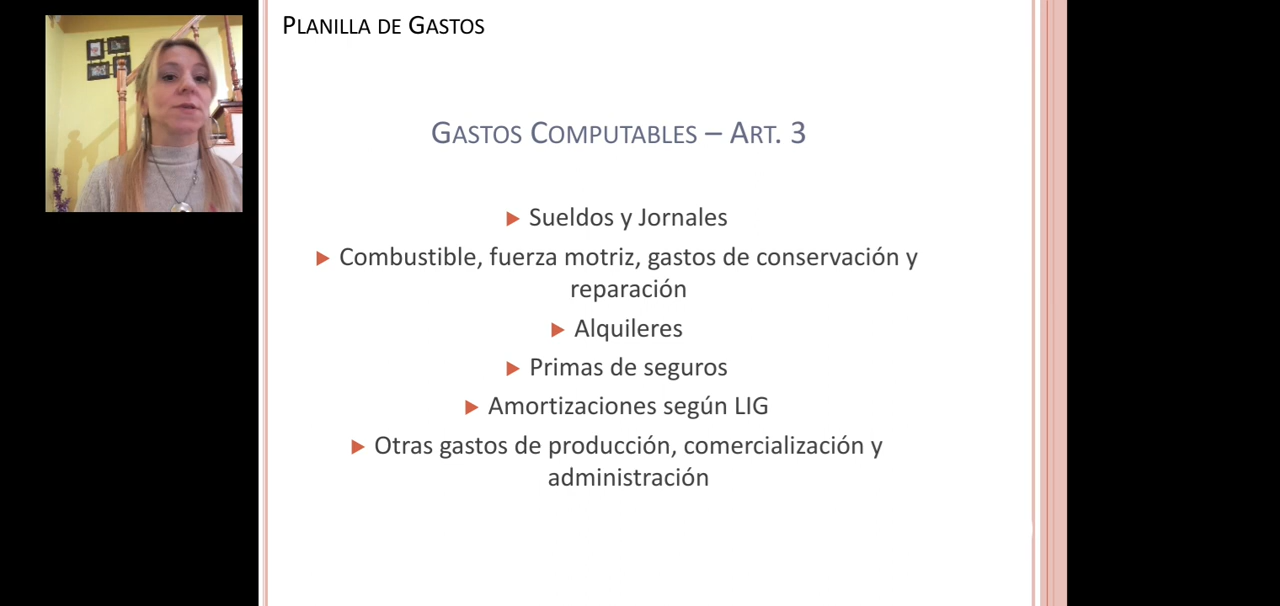 PLANILLA DE GASTOS
GASTOS COMPUTABLES – ART. 3
Sueldos y Jornales
Combustible, fuerza motriz, gastos de conservación y
reparación
Alquileres
Primas de seguros
Amortizaciones según LIG
Otras gastos de producción, comercialización y
administración